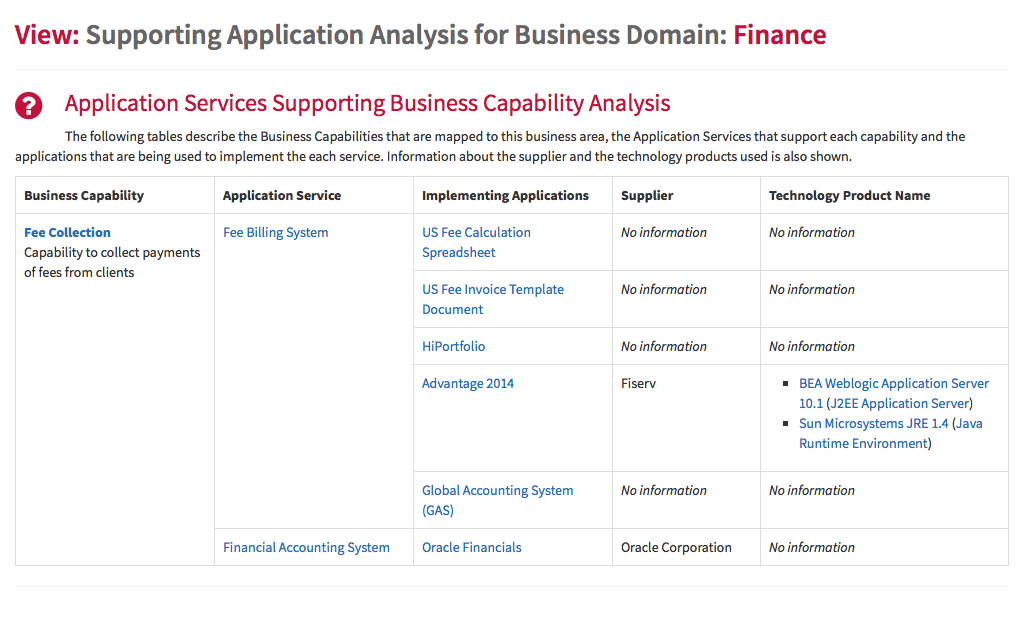 View: Supporting Application Analysis for Business Domain: Finance
?
Application Services Supporting Business Capability Analysis
The following tables describe the Business Capabilities that are mapped to this business area, the Application Services that support each capability and the
applications that are being used to implement the each service. Information about the supplier and the technology products used is also shown.
Business Capability
Application Service
Implementing Applications
Supplier
Technology Product Name
Fee Collection
Capability to collect payments
of fees from clients
Fee Billing System
US Fee Calculation
Spreadsheet
No information
No information
US Fee Invoice Template
Document
No information
No information
HiPortfolio
No information
No information
Advantage 2014
Fiserv
BEA Weblogic Application Server
10.1 (J2EE Application Server)
Sun Microsystems JRE 1.4 (Java
Runtime Environment)
Global Accounting System
(GAS)
No information
No information
Financial Accounting System
Oracle Financials
Oracle Corporation
No information